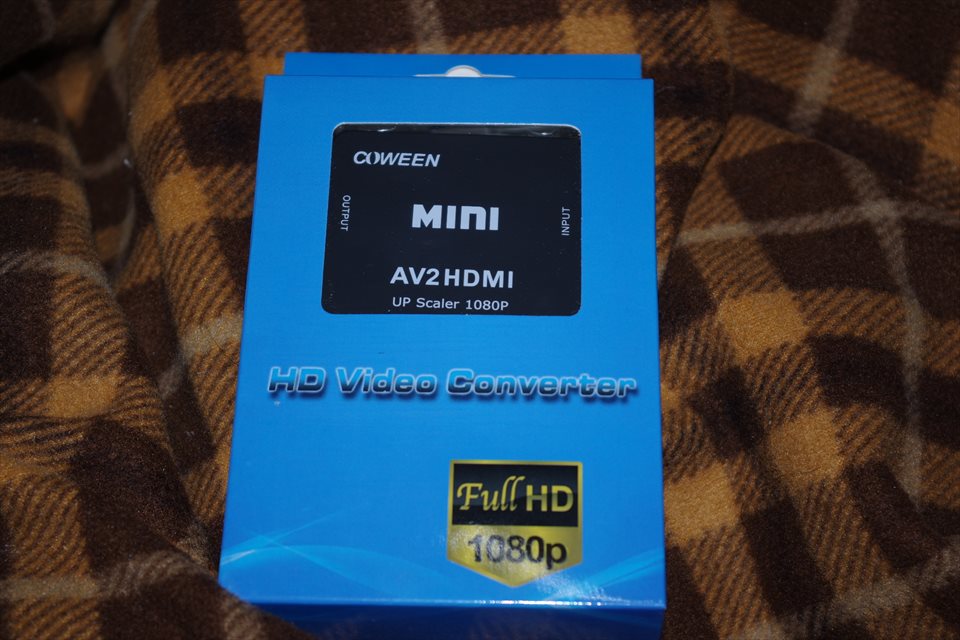 COWEEN
OUTPUT
MINI
INPUT
AV2HDMI
UP Scaler 1080P
HD Video Converter
Full HD
1080p